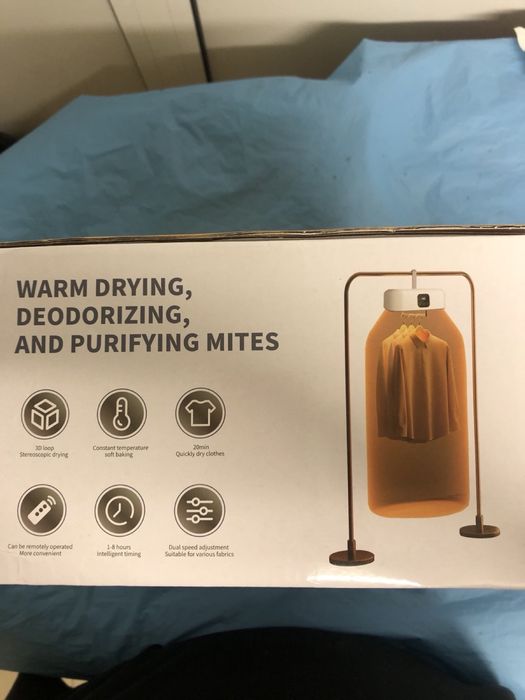 WARM DRYING,
DEODORIZING,
AND PURIFYING MITES
3D loop
Stereoscopic drying
Constant temperature
soft baking
20min
Quickly dry clothes
Can be remotely operated
More convenient
1-8 hours
Intelligent timing
Dual speed adjustment
Suitable for various fabrics